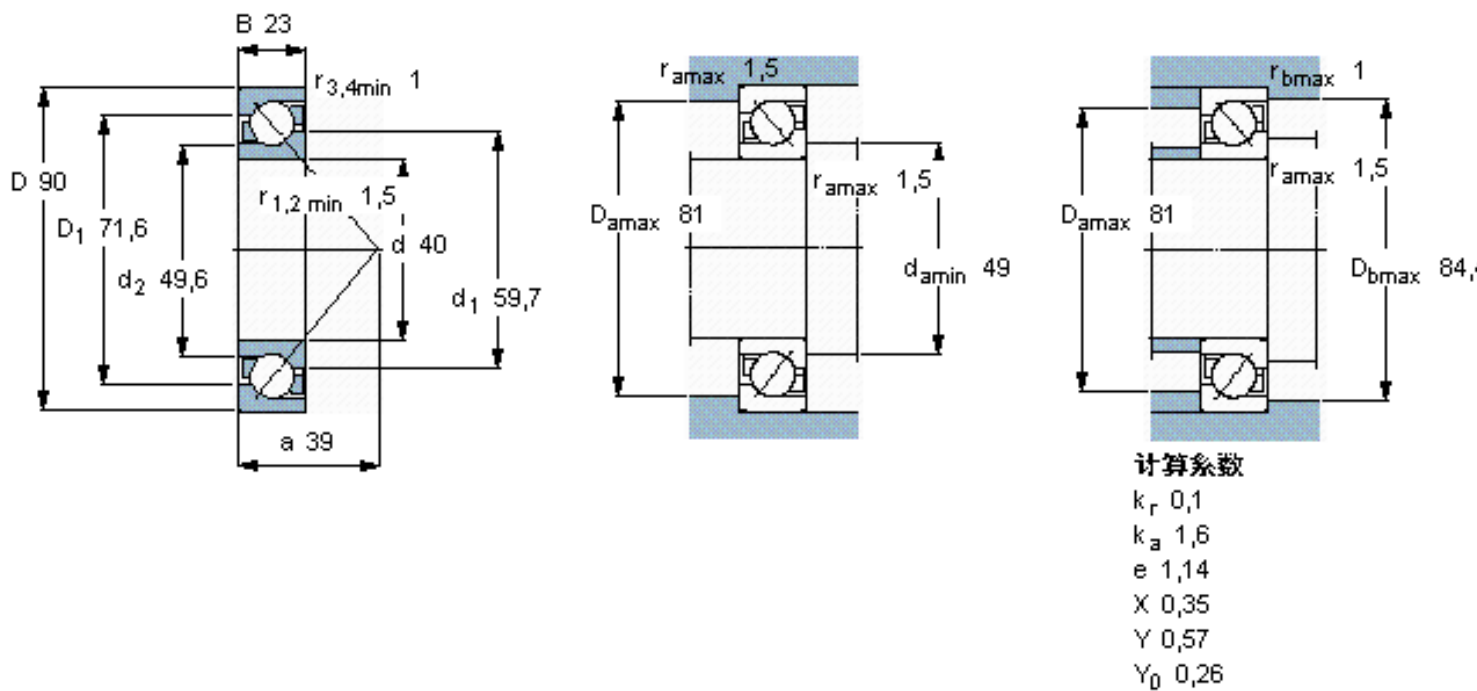 B 23
r3,4min 1
D 90
D1 71,6
d2 49,6
r1,2 min 1,5
d 40
d1 59,7
a 39
ramax 1,5
ramax 1,5
Damax 81
damin 49
rbmax 1
ramax 1,5
Damax 81
Dbmax 84,4
计算系数
kr 0,1
ka 1,6
e 1,14
X 0,35
Y 0,57
Y0 0,26